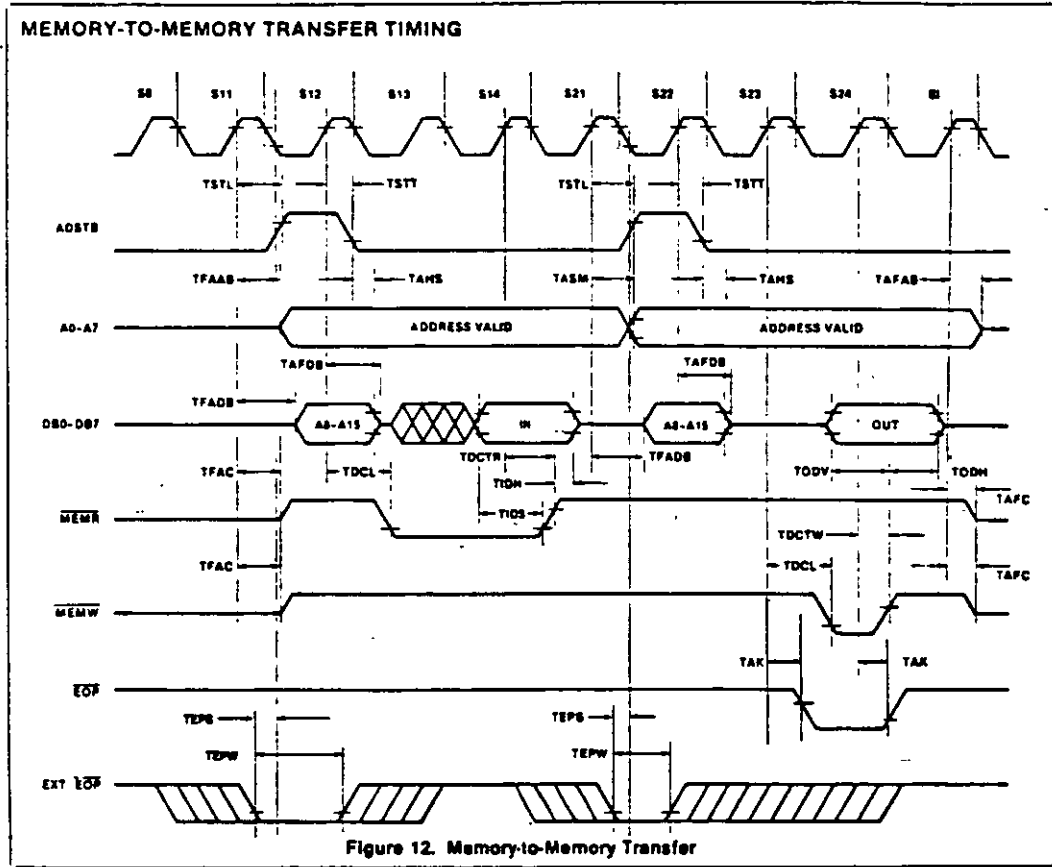 MEMORY-TO-MEMORY TRANSFER TIMING
S0 S11 S12 S13 S14 S21 S22 S23 S24 SI
TSTL TSTT TSTL TSTT
ADSTB
TFAAB TAHS TASM TAHS TAFAB
A0-A7 ADDRESS VALID ADDRESS VALID
TAFDB TAFDB
TFADB
DB0-DB7 A8-A15 IN A8-A15 OUT
TDCTR TFADB
TFAC TDCL TIDH TODV TODH
TAFC
MEMR TIDS
TDCTW
TFAC TDCL TAFC
MEMW
TAK TAK
EOP
TEPS TEPS
TEPW TEPW
EXT EOP
Figure 12. Memory-to-Memory Transfer